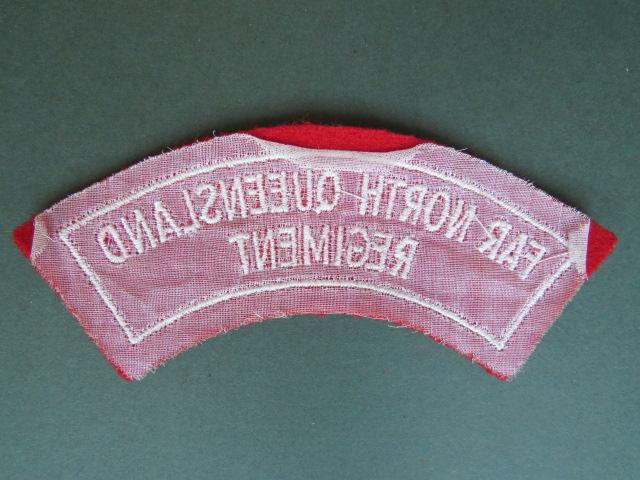 FAR NORTH QUEENSLAND
REGIMENT